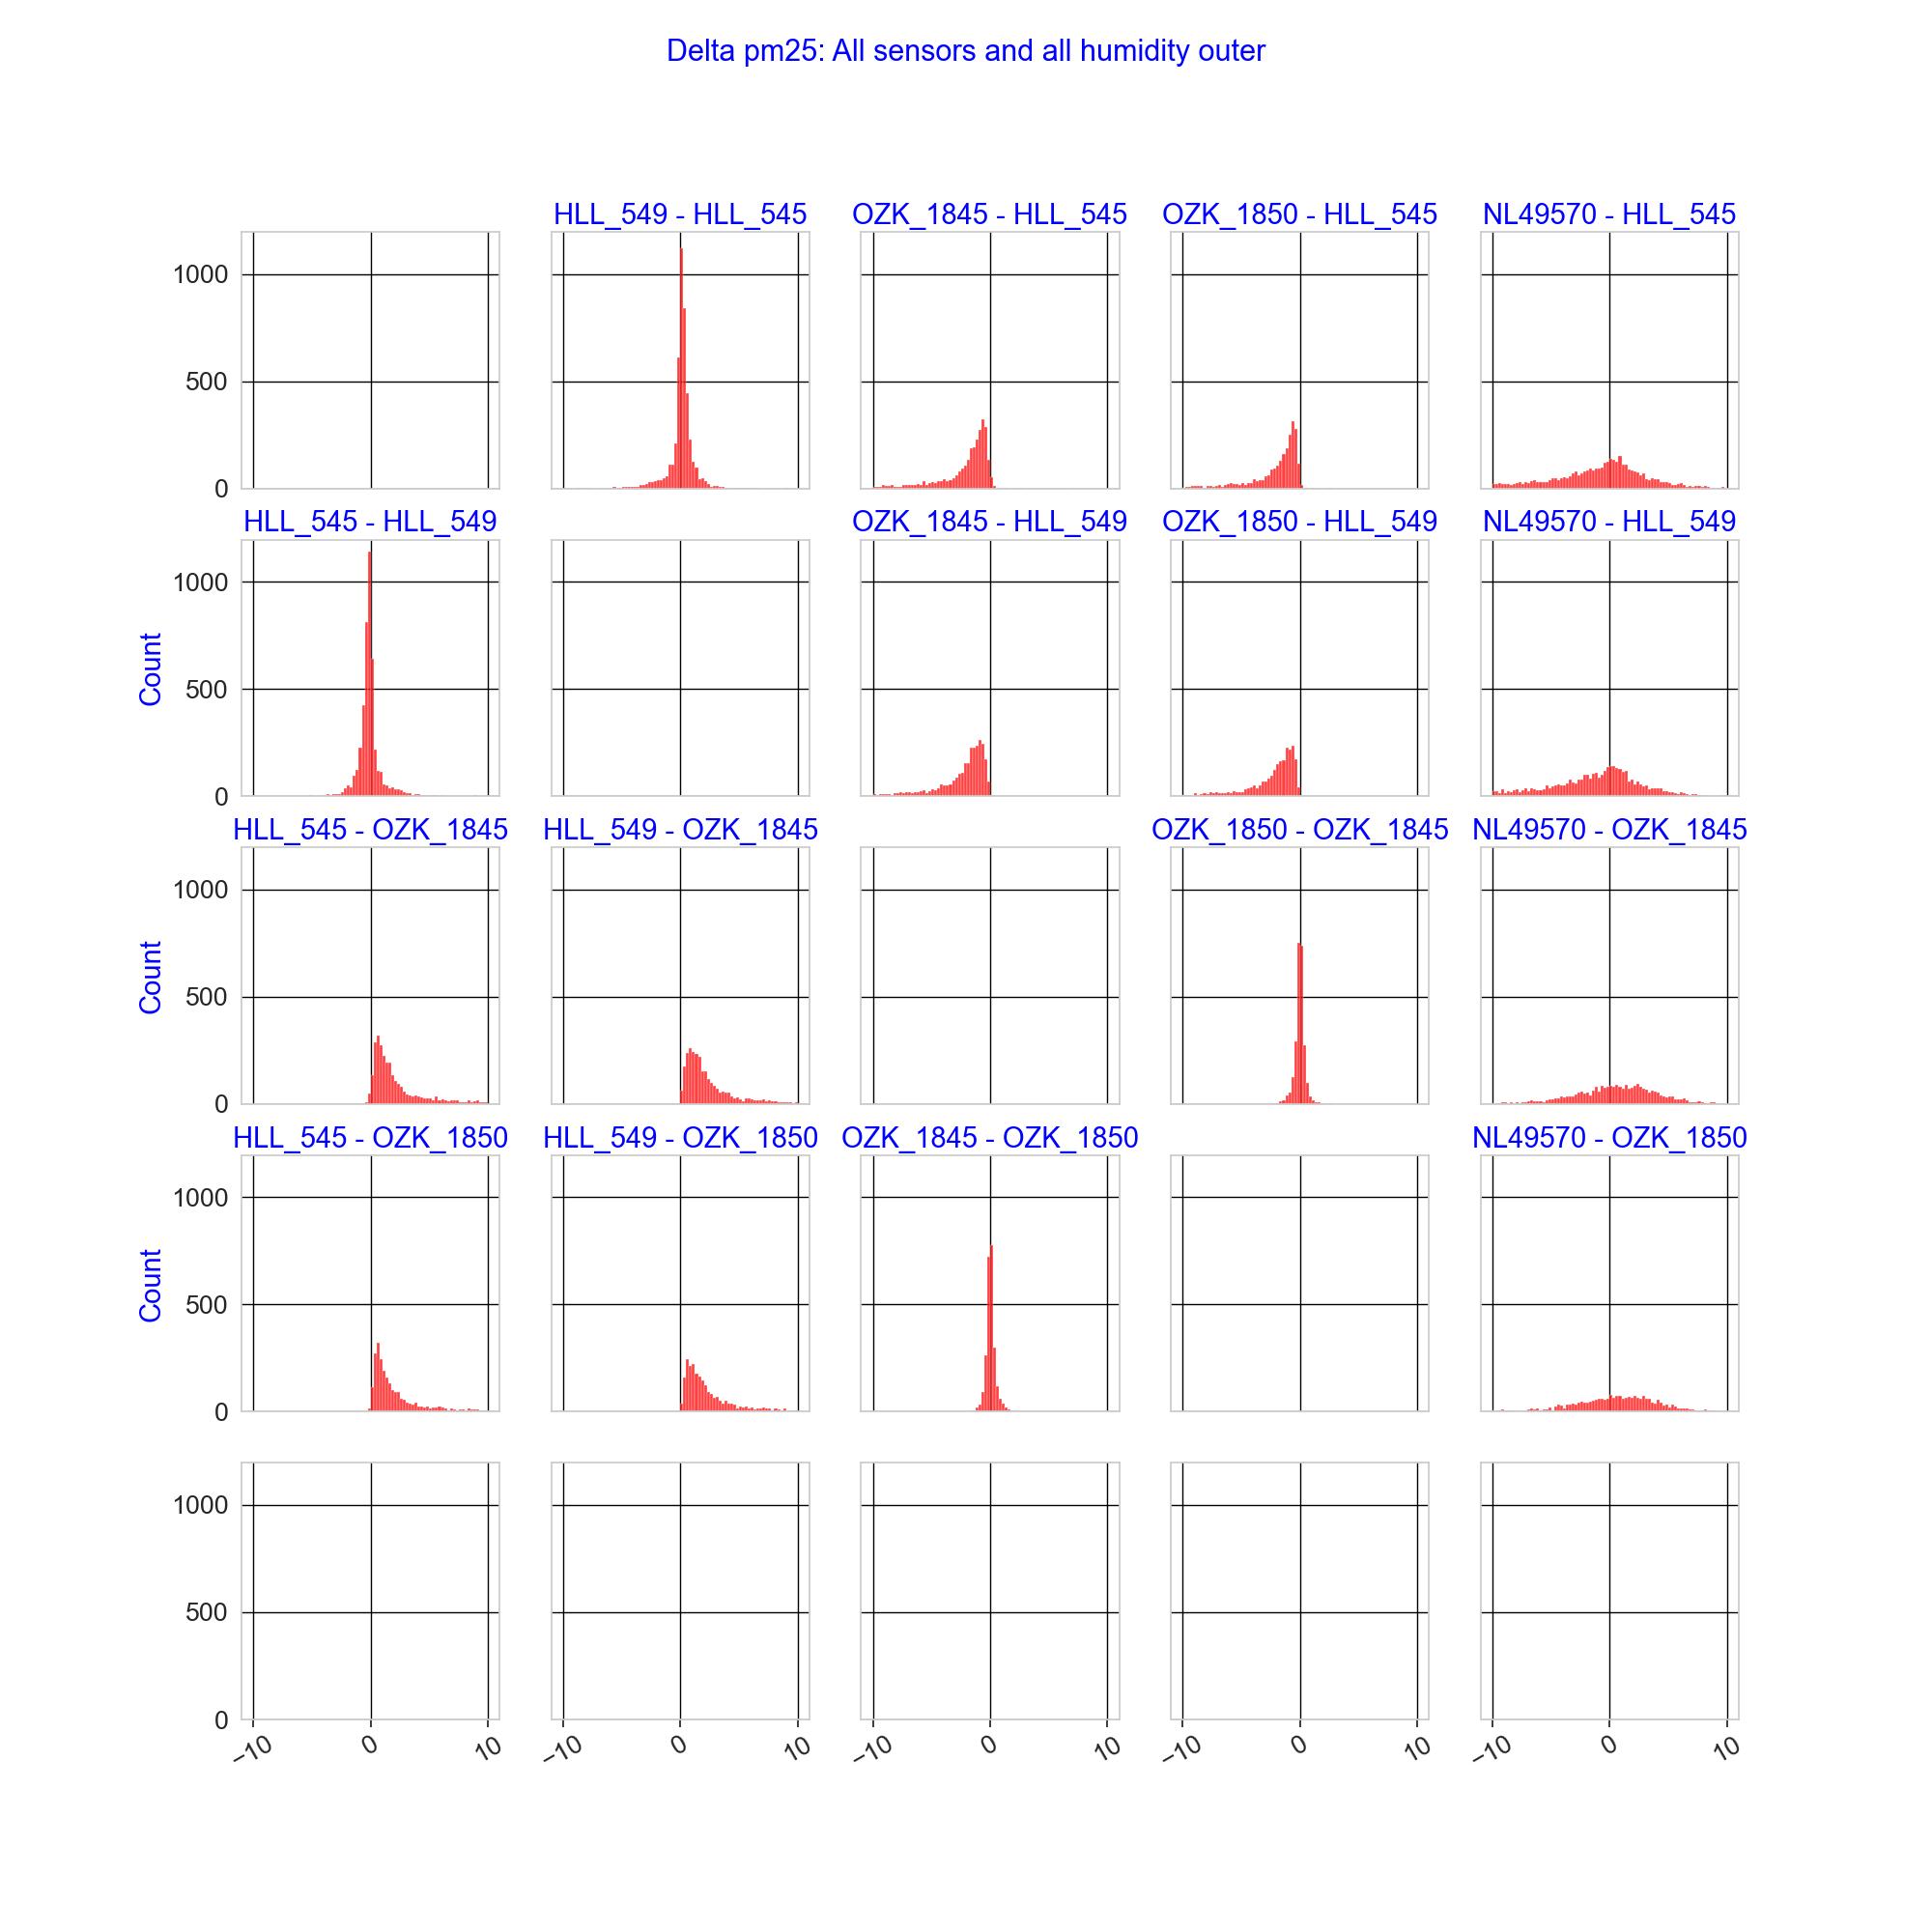 Delta pm25: All sensors and all humidity outer
HLL_549 - HLL_545
OZK_1845 - HLL_545
OZK_1850 - HLL_545
NL49570 - HLL_545
1000
500
0
HLL_545 - HLL_549
OZK_1845 - HLL_549
OZK_1850 - HLL_549
NL49570 - HLL_549
Count
1000
500
0
HLL_545 - OZK_1845
HLL_549 - OZK_1845
OZK_1850 - OZK_1845
NL49570 - OZK_1845
Count
1000
500
0
HLL_545 - OZK_1850
HLL_549 - OZK_1850
OZK_1845 - OZK_1850
NL49570 - OZK_1850
Count
1000
500
0
1000
500
0
−10 0 10
−10 0 10
−10 0 10
−10 0 10
−10 0 10